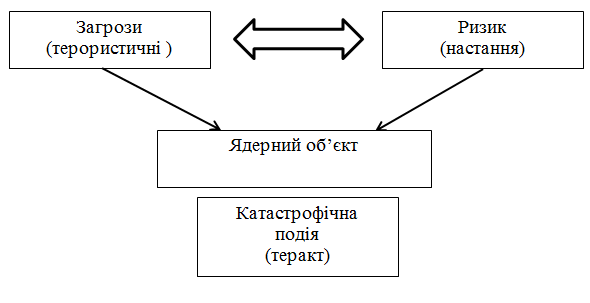 Загрози
(терористичні )
Ризик
(настання)
Ядерний об’єкт
Катастрофічна
подія
(теракт)